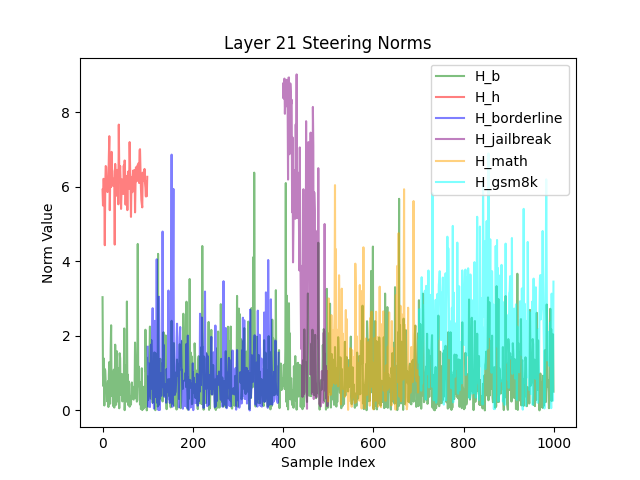 Layer 21 Steering Norms
H_b
H_h
H_borderline
H_jailbreak
H_math
H_gsm8k
Norm Value
8
6
4
2
0
0 200 400 600 800 1000
Sample Index